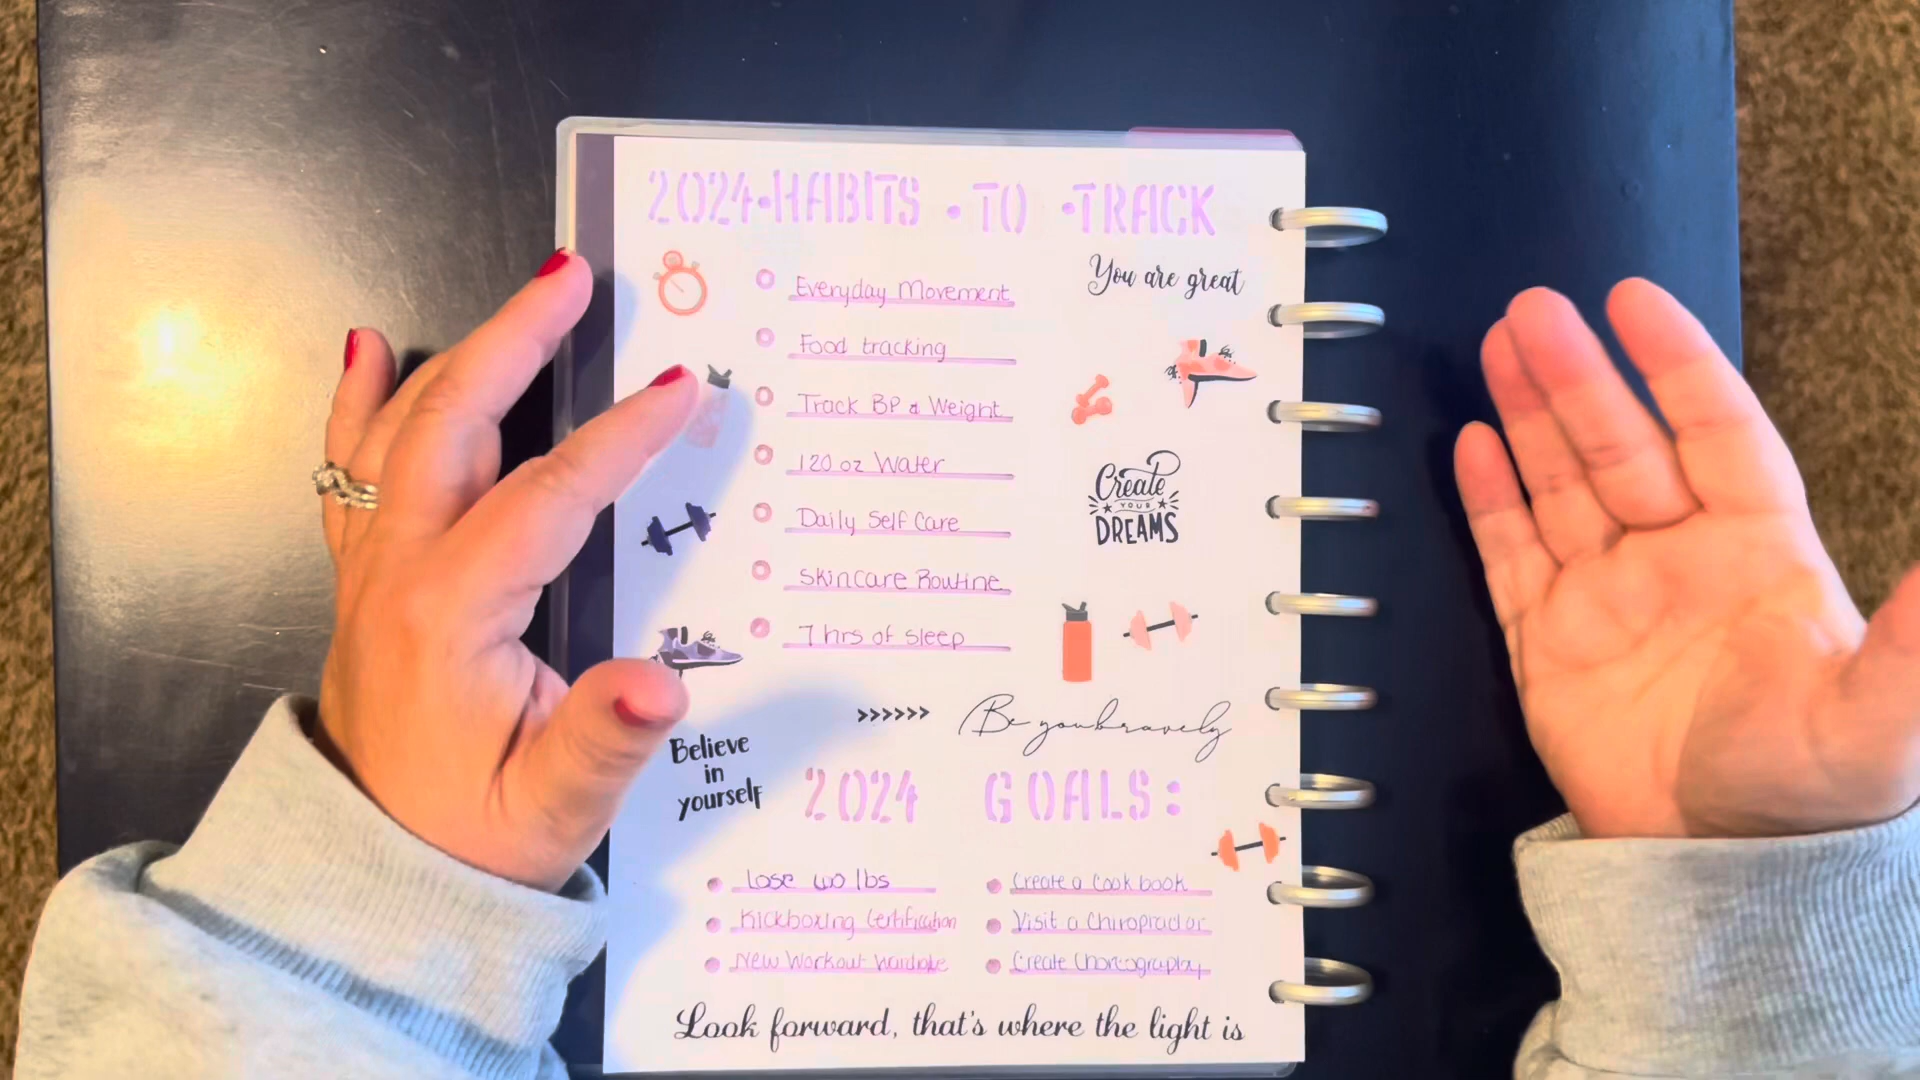 2024•HABITS •TO •TRACK
You are great
Everyday Movement
Food tracking
Track BP & Weight
120 oz Water
Create
YOUR
DREAMS
Daily Self Care
Skincare Routine
7 hrs of sleep
>>>>>>
Be you bravely
Believe
in
yourself
2024 GOALS:
Lose 60 lbs
Kickboxing Certification
New Workout Wardrobe
Create a Cook book
Visit a Chiropractor
Create Choreography
Look forward, that's where the light is